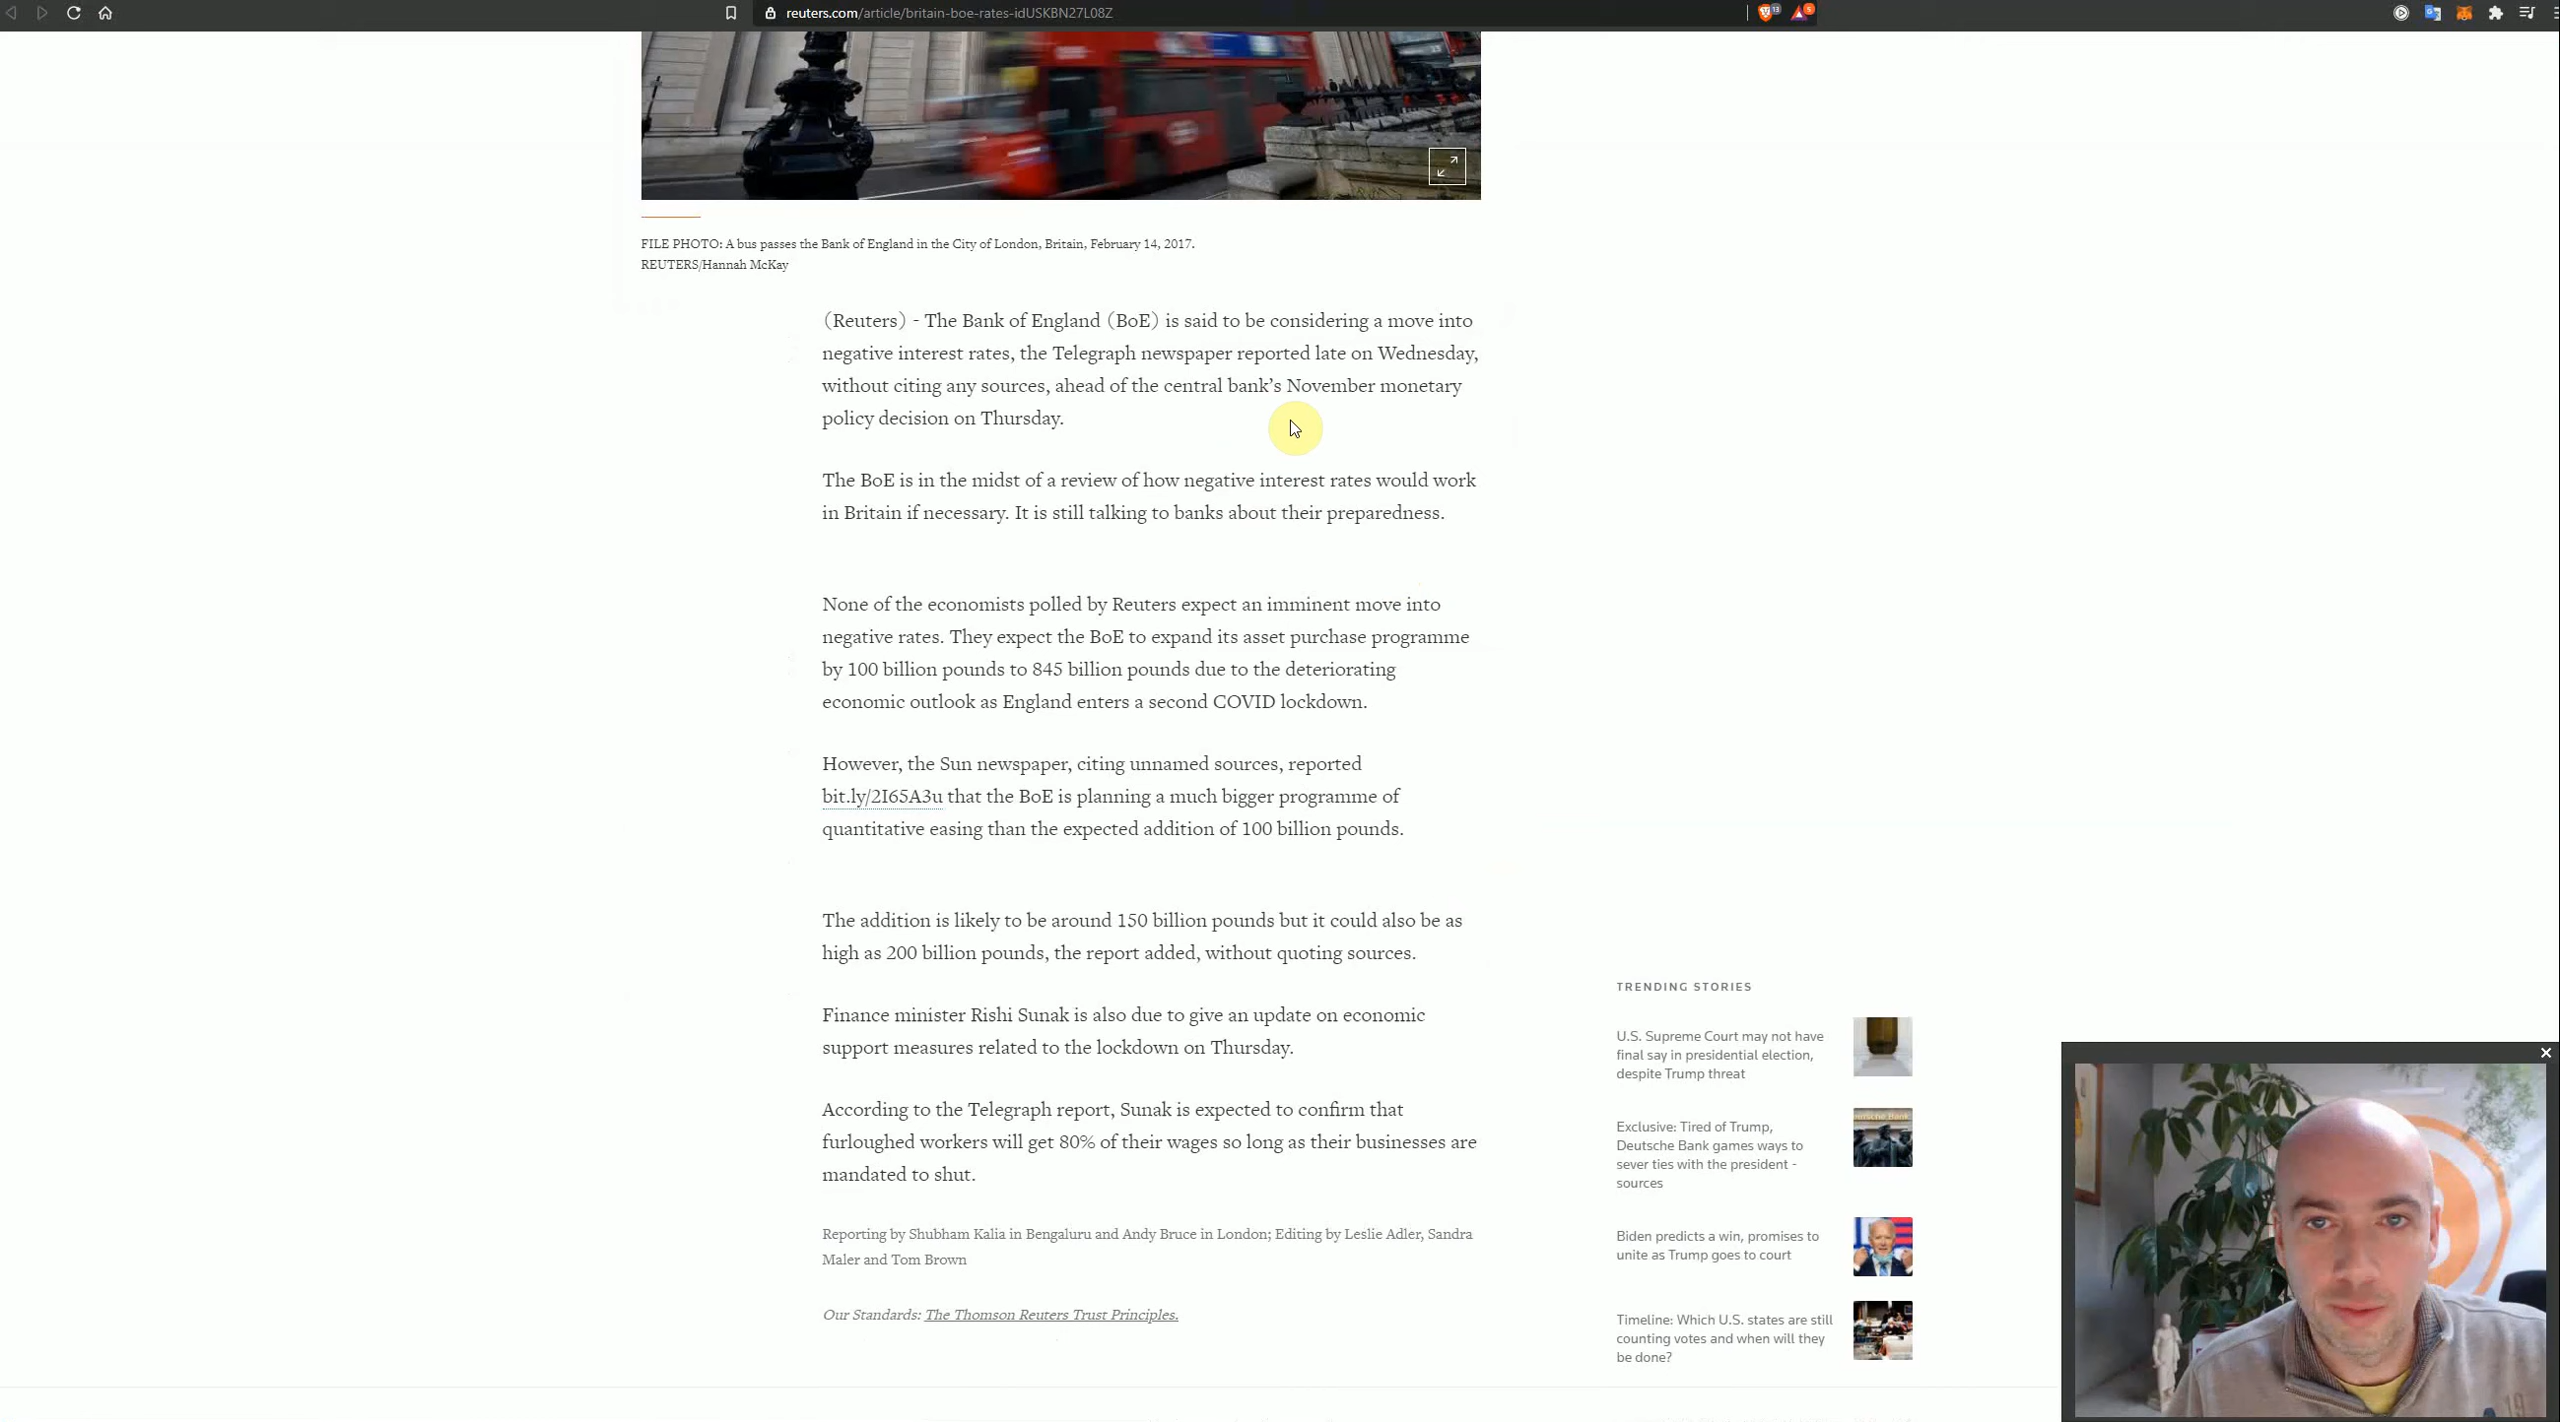 reuters.com/article/britain-boe-rates-idUSKBN27L08Z
FILE PHOTO: A bus passes the Bank of England in the City of London, Britain, February 14, 2017.
REUTERS/Hannah McKay
(Reuters) - The Bank of England (BoE) is said to be considering a move into
negative interest rates, the Telegraph newspaper reported late on Wednesday,
without citing any sources, ahead of the central bank’s November monetary
policy decision on Thursday.
The BoE is in the midst of a review of how negative interest rates would work
in Britain if necessary. It is still talking to banks about their preparedness.
None of the economists polled by Reuters expect an imminent move into
negative rates. They expect the BoE to expand its asset purchase programme
by 100 billion pounds to 845 billion pounds due to the deteriorating
economic outlook as England enters a second COVID lockdown.
However, the Sun newspaper, citing unnamed sources, reported
bit.ly/2I65A3u that the BoE is planning a much bigger programme of
quantitative easing than the expected addition of 100 billion pounds.
The addition is likely to be around 150 billion pounds but it could also be as
high as 200 billion pounds, the report added, without quoting sources.
Finance minister Rishi Sunak is also due to give an update on economic
support measures related to the lockdown on Thursday.
According to the Telegraph report, Sunak is expected to confirm that
furloughed workers will get 80% of their wages so long as their businesses are
mandated to shut.
Reporting by Shubham Kalia in Bengaluru and Andy Bruce in London; Editing by Leslie Adler, Sandra
Maler and Tom Brown
Our Standards: The Thomson Reuters Trust Principles.
TRENDING STORIES
U.S. Supreme Court may not have
final say in presidential election,
despite Trump threat
Exclusive: Tired of Trump,
Deutsche Bank games ways to
sever ties with the president -
sources
Biden predicts a win, promises to
unite as Trump goes to court
Timeline: Which U.S. states are still
counting votes and when will they
be done?